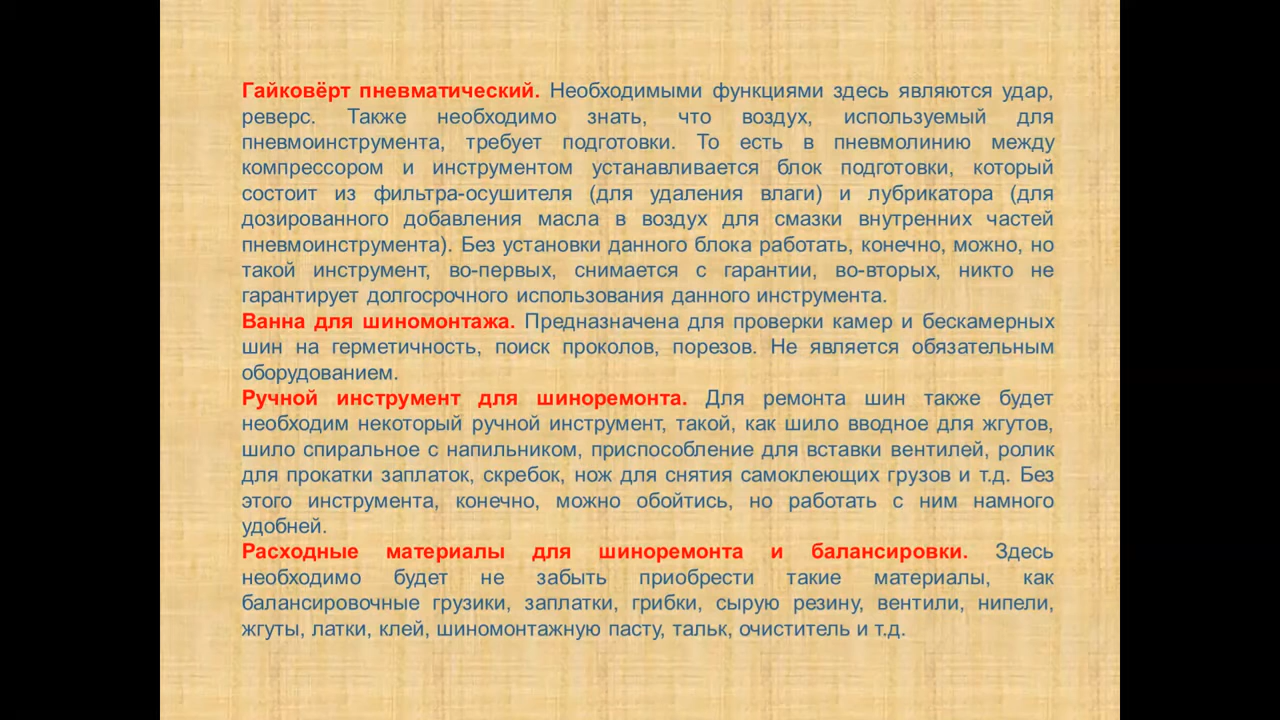 Гайковёрт пневматический. Необходимыми функциями здесь являются удар,
реверс. Также необходимо знать, что воздух, используемый для
пневмоинструмента, требует подготовки. То есть в пневмолинию между
компрессором и инструментом устанавливается блок подготовки, который
состоит из фильтра-осушителя (для удаления влаги) и лубрикатора (для
дозированного добавления масла в воздух для смазки внутренних частей
пневмоинструмента). Без установки данного блока работать, конечно, можно, но
такой инструмент, во-первых, снимается с гарантии, во-вторых, никто не
гарантирует долгосрочного использования данного инструмента.
Ванна для шиномонтажа. Предназначена для проверки камер и бескамерных
шин на герметичность, поиск проколов, порезов. Не является обязательным
оборудованием.
Ручной инструмент для шиноремонта. Для ремонта шин также будет
необходим некоторый ручной инструмент, такой, как шило вводное для жгутов,
шило спиральное с напильником, приспособление для вставки вентилей, ролик
для прокатки заплаток, скребок, нож для снятия самоклеющих грузов и т.д. Без
этого инструмента, конечно, можно обойтись, но работать с ним намного
удобней.
Расходные материалы для шиноремонта и балансировки. Здесь
необходимо будет не забыть приобрести такие материалы, как
балансировочные грузики, заплатки, грибки, сырую резину, вентили, нипели,
жгуты, латки, клей, шиномонтажную пасту, тальк, очиститель и т.д.